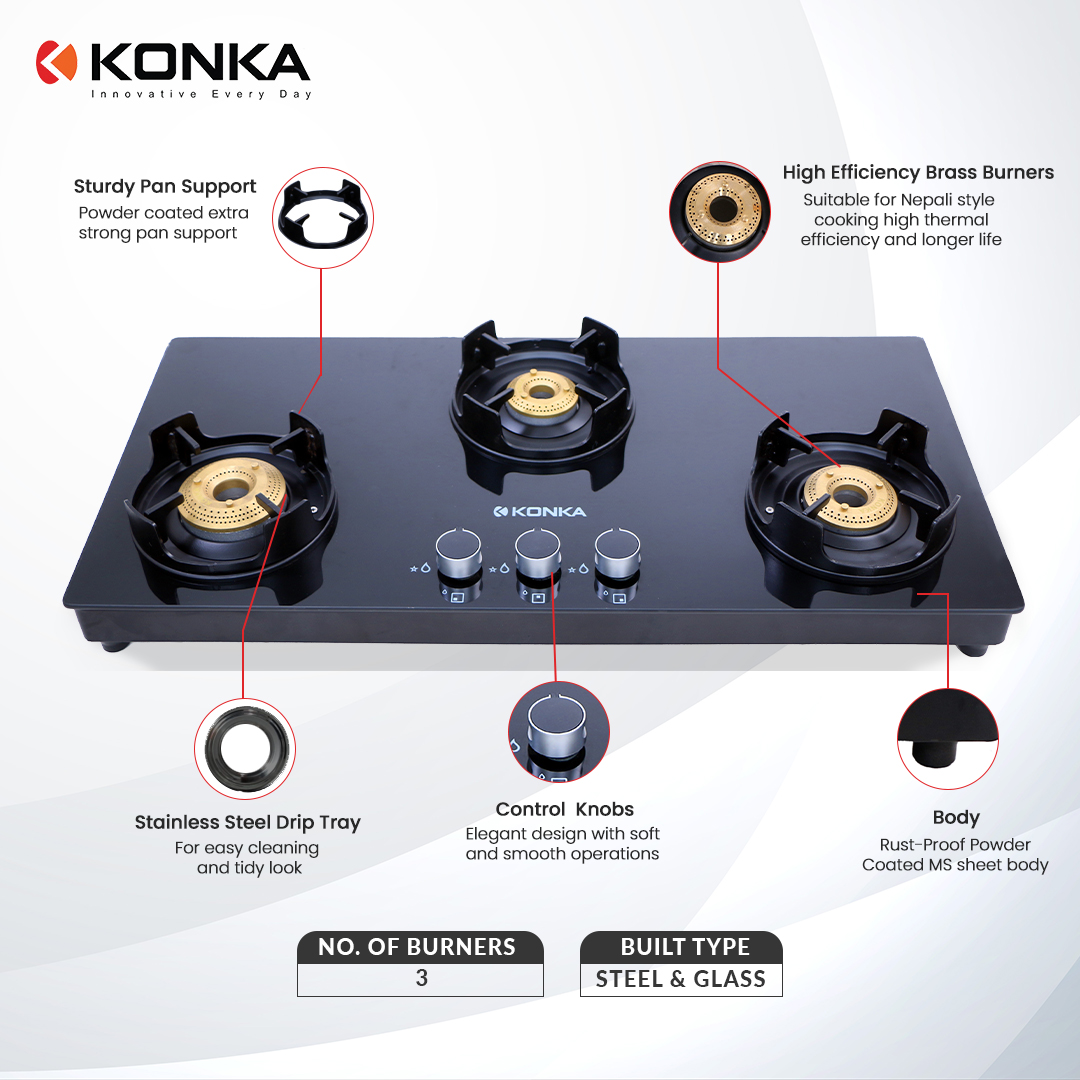 KONKA
Innovative Every Day
Sturdy Pan Support
Powder coated extra
strong pan support
High Efficiency Brass Burners
Suitable for Nepali style
cooking high thermal
efficiency and longer life
KONKA
Stainless Steel Drip Tray
For easy cleaning
and tidy look
Control Knobs
Elegant design with soft
and smooth operations
Body
Rust-Proof Powder
Coated MS sheet body
NO. OF BURNERS
3
BUILT TYPE
STEEL & GLASS